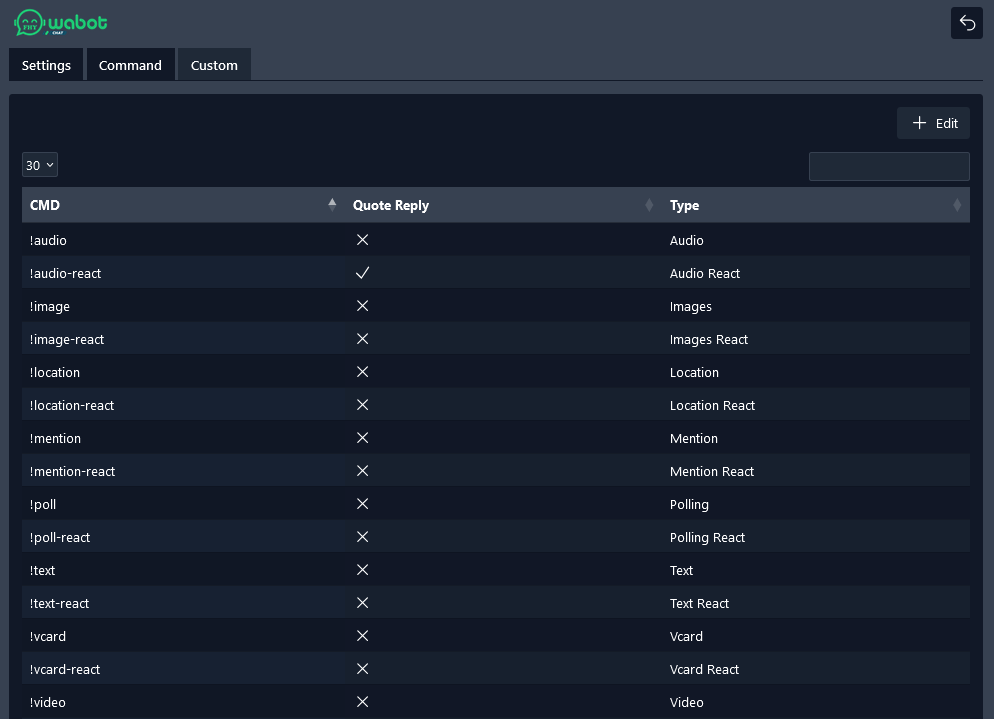 FHT wabot
CHAT
Settings Command Custom
Edit
30
CMD Quote Reply Type
!audio Audio
!audio-react Audio React
!image Images
!image-react Images React
!location Location
!location-react Location React
!mention Mention
!mention-react Mention React
!poll Polling
!poll-react Polling React
!text Text
!text-react Text React
!vcard Vcard
!vcard-react Vcard React
!video Video